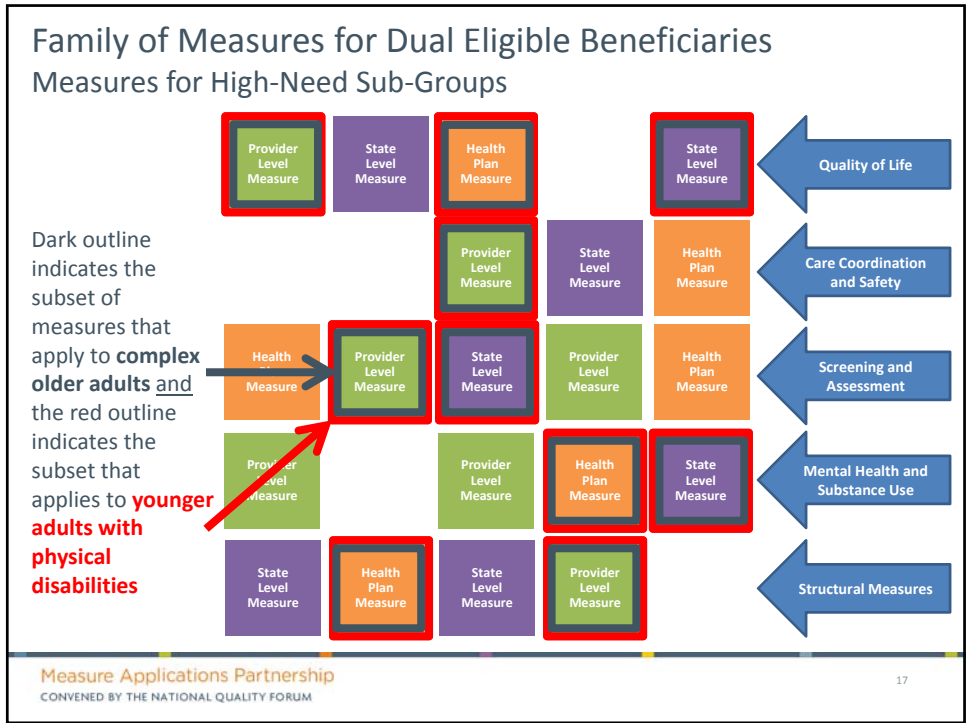 Family of Measures for Dual Eligible Beneficiaries
Measures for High-Need Sub-Groups
Provider
Level
Measure
State
Level
Measure
Health
Plan
Measure
State
Level
Measure
Quality of Life
Dark outline
indicates the
subset of
measures that
apply to complex
older adults and
the red outline
indicates the
subset that
applies to younger
adults with
physical
disabilities
Provider
Level
Measure
State
Level
Measure
Health
Plan
Measure
Care Coordination
and Safety
Health
Plan
Measure
Provider
Level
Measure
State
Level
Measure
Provider
Level
Measure
Health
Plan
Measure
Screening and
Assessment
Provider
Level
Measure
Provider
Level
Measure
Health
Plan
Measure
State
Level
Measure
Mental Health and
Substance Use
State
Level
Measure
Health
Plan
Measure
State
Level
Measure
Provider
Level
Measure
Structural Measures
Measure Applications Partnership
CONVENED BY THE NATIONAL QUALITY FORUM
17